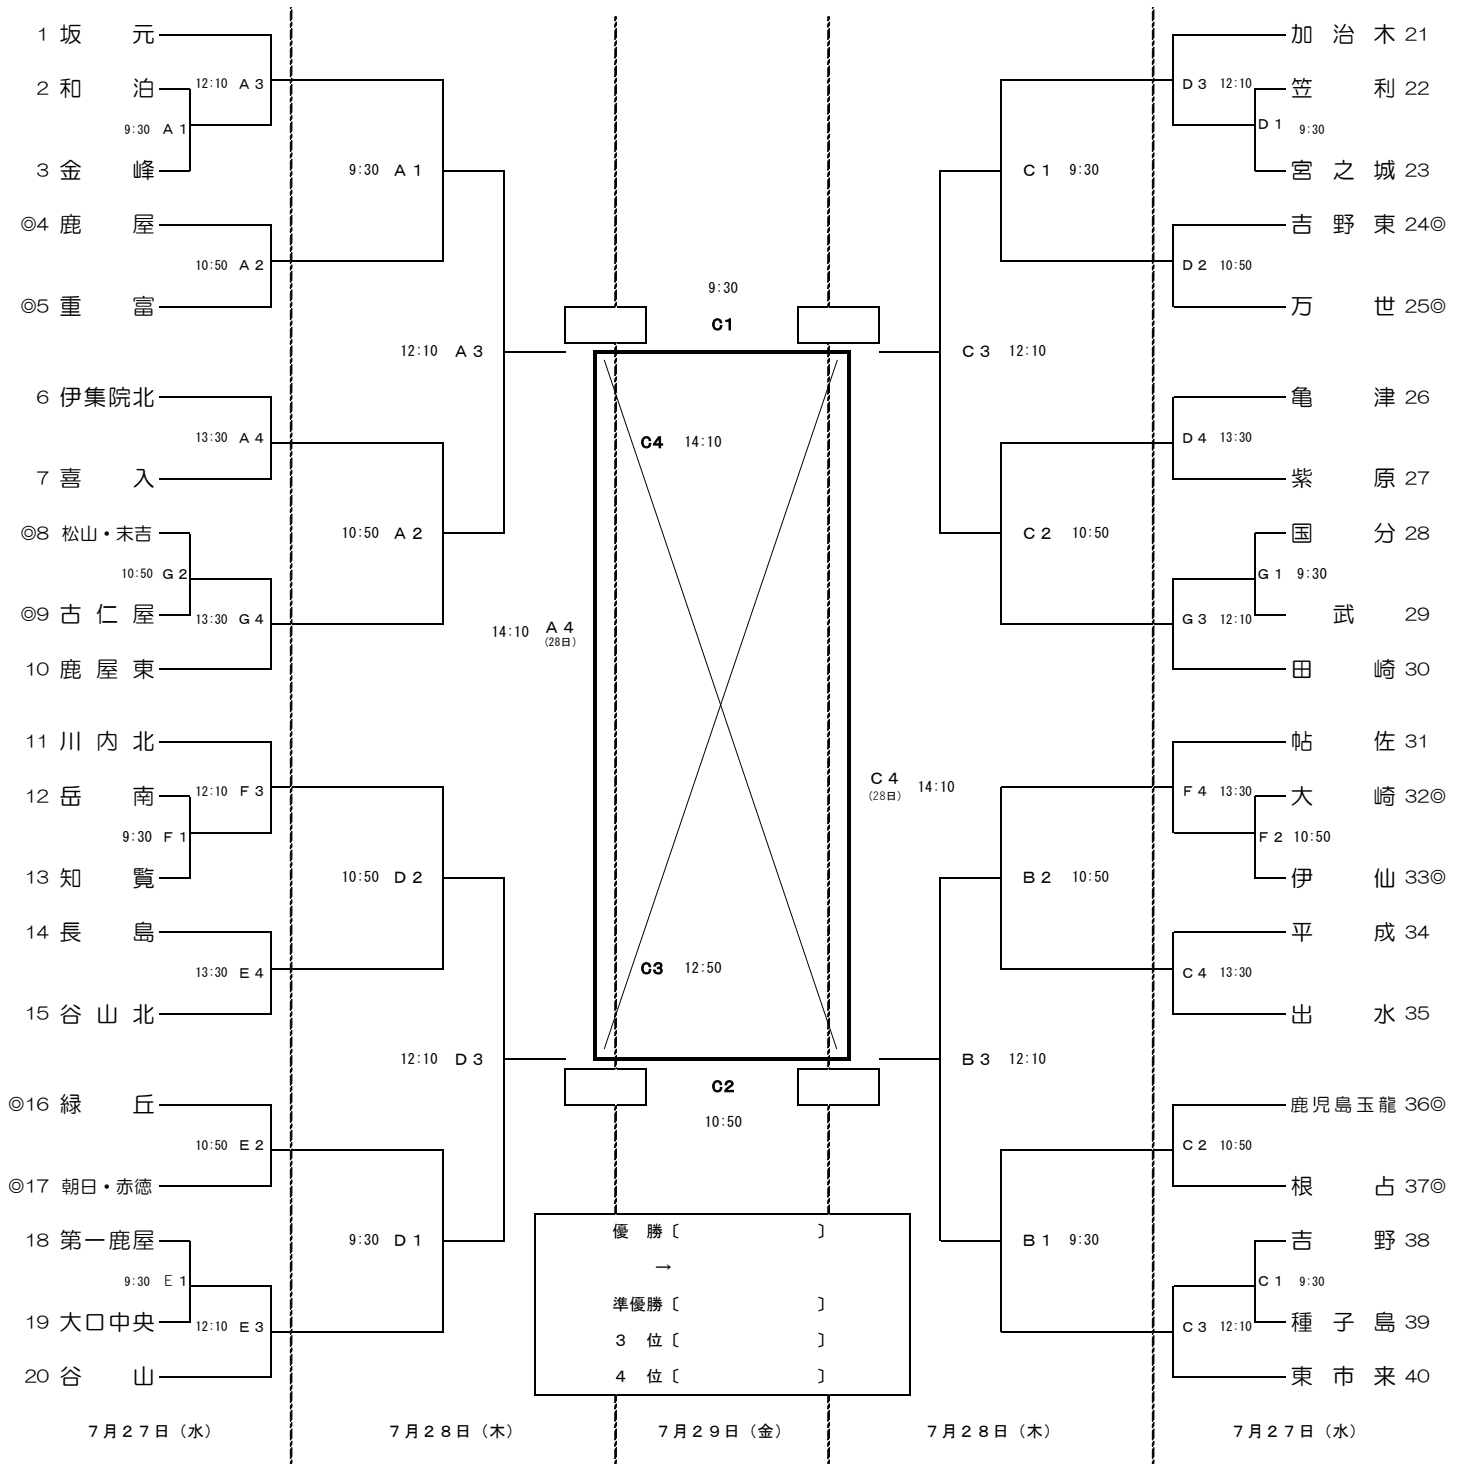 1 坂元
加治木 21
2 和泊
12:10 A3
D3 12:10
笠利 22
9:30 A1
D1 9:30
3 金峰
9:30 A1
C1 9:30
宮之城 23
◎4 鹿屋
吉野東 24◎
10:50 A2
D2 10:50
9:30
◎5 重富
万世 25◎
C1
12:10 A3
C3 12:10
6 伊集院北
亀津 26
13:30 A4
C4 14:10
D4 13:30
7 喜入
紫原 27
◎8 松山・末吉
10:50 A2
C2 10:50
国分 28
10:50 G2
G1 9:30
◎9 古仁屋
13:30 G4
G3 12:10
武 29
14:10 A4
(28日)
10 鹿屋東
田崎 30
11 川内北
帖佐 31
C4 14:10
(28日)
12 岳南
12:10 F3
F4 13:30
大崎 32◎
9:30 F1
F2 10:50
13 知覧
10:50 D2
B2 10:50
伊仙 33◎
14 長島
平成 34
13:30 E4
C3 12:50
C4 13:30
15 谷山北
出水 35
12:10 D3
B3 12:10
C2
◎16 緑丘
鹿児島玉龍 36◎
10:50
10:50 E2
C2 10:50
◎17 朝日・赤徳
根占 37◎
18 第一鹿屋
9:30 D1
優勝〔 〕
B1 9:30
吉野 38
→
9:30 E1
C1 9:30
準優勝〔 〕
19 大口中央
12:10 E3
C3 12:10
種子島 39
3位〔 〕
20 谷山
4位〔 〕
東市来 40
7月27日（水）
7月28日（木）
7月29日（金）
7月28日（木）
7月27日（水）